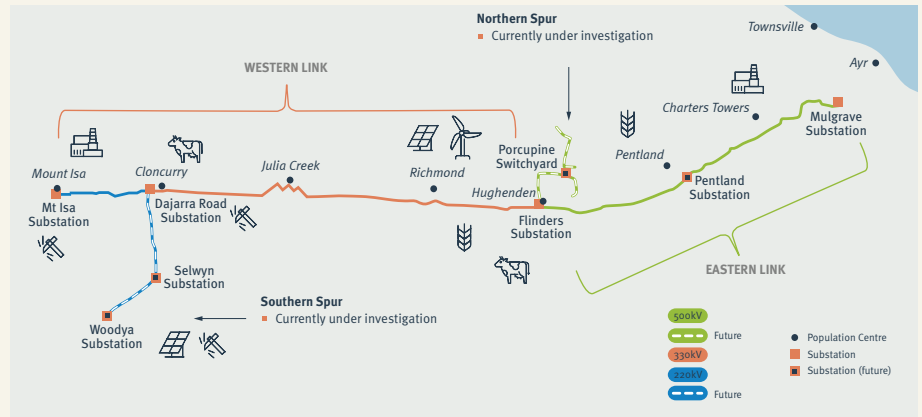 Northern Spur
Currently under investigation
Townsville
Ayr
WESTERN LINK
Charters Towers
Mulgrave
Substation
Mount Isa
Cloncurry
Julia Creek
Richmond
Porcupine
Switchyard
Pentland
Hughenden
Pentland
Substation
Mt Isa
Substation
Dajarra Road
Substation
Flinders
Substation
Selwyn
Substation
EASTERN LINK
Southern Spur
Currently under investigation
Woodya
Substation
500kV
Future
330kV
220kV
Future
Population Centre
Substation
Substation (future)